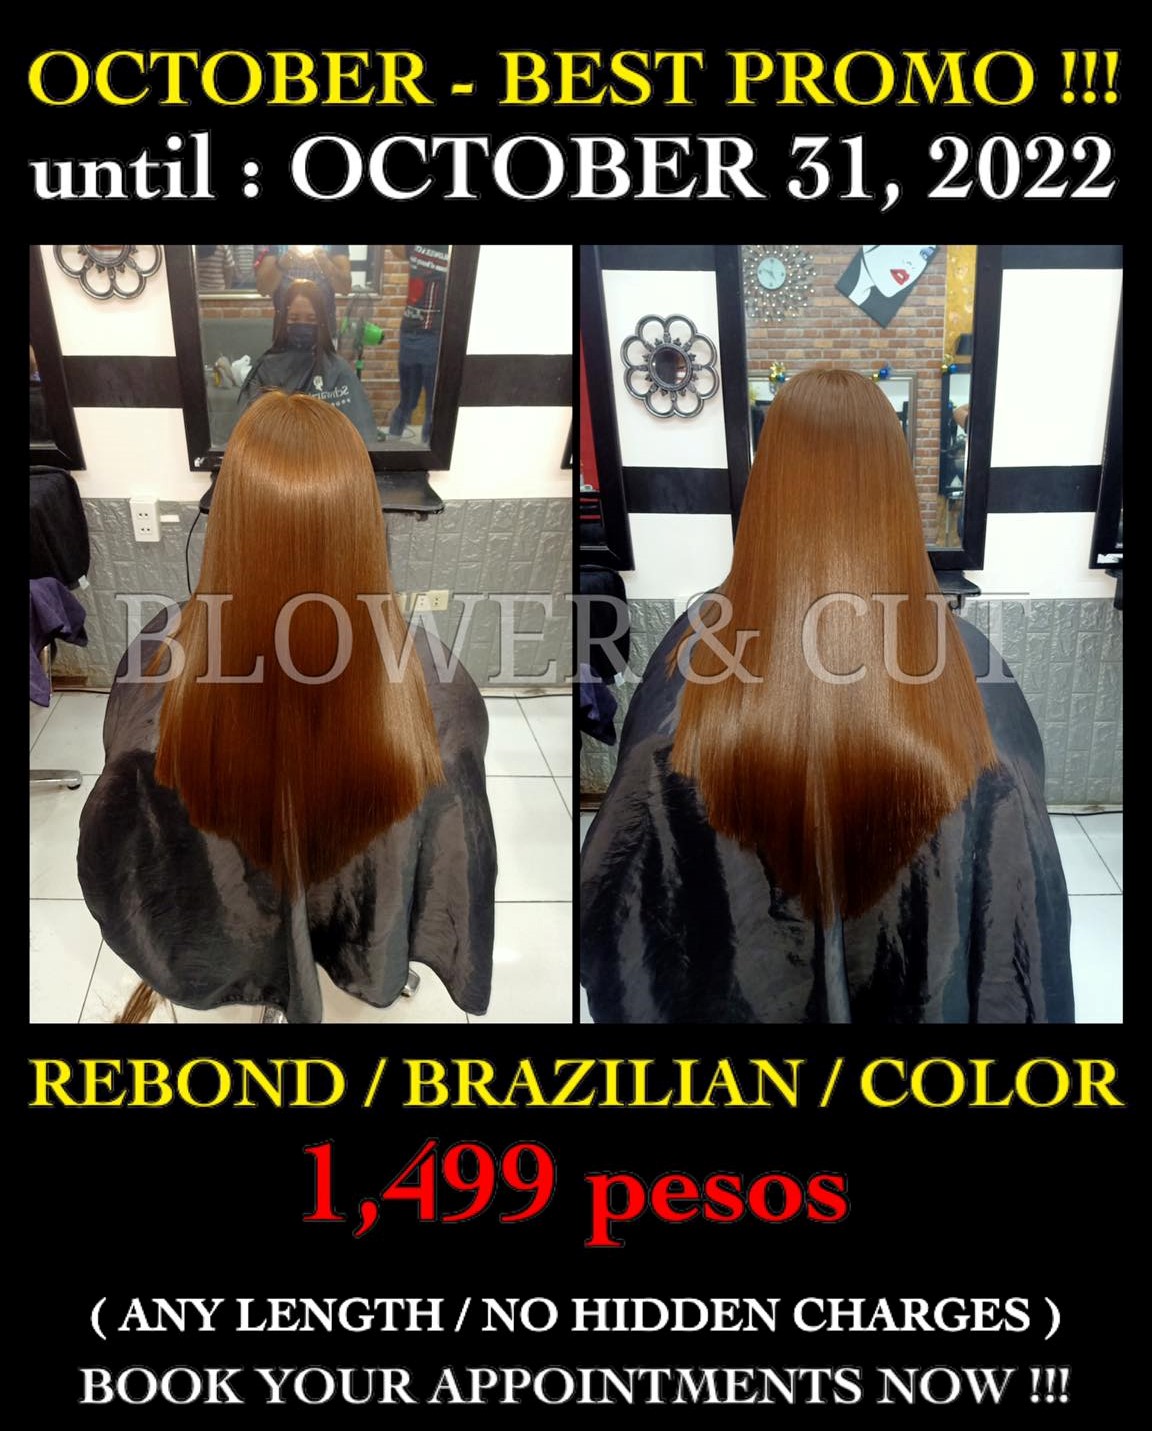 OCTOBER - BEST PROMO !!!
until : OCTOBER 31, 2022
BLOWER & CUT
REBOND / BRAZILIAN / COLOR
1,499 pesos
( ANY LENGTH / NO HIDDEN CHARGES )
BOOK YOUR APPOINTMENTS NOW !!!